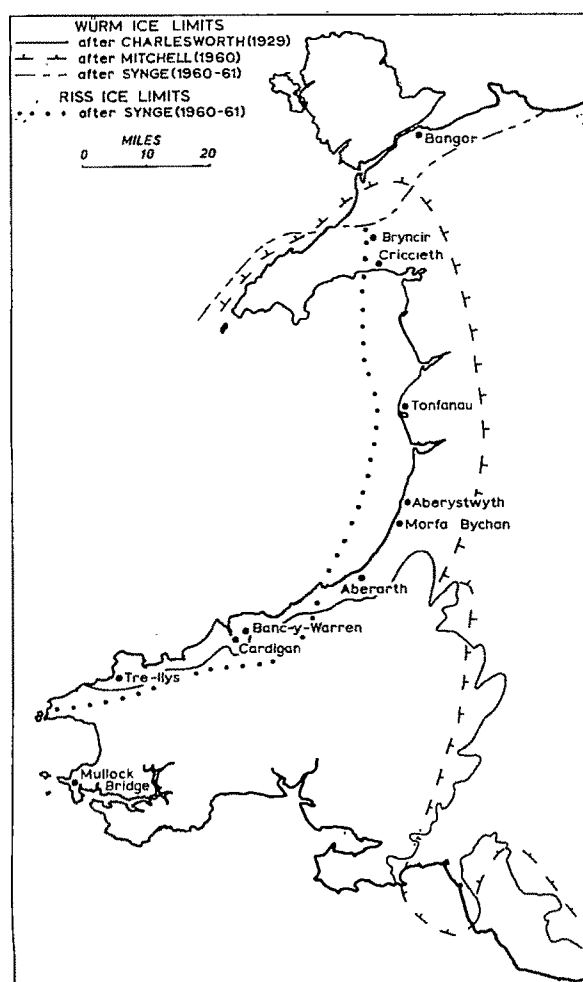 WÜRM ICE LIMITS
after CHARLESWORTH (1929)
after MITCHELL (1960)
after SYNGE (1960-61)
RISS ICE LIMITS
after SYNGE (1960-61)
MILES
0 10 20
Bangor
Bryncir
Criccieth
Tonfanau
Aberystwyth
Morfa Bychan
Aberarth
Banc-y-Warren
Cardigan
Tre-llys
Mullock
Bridge